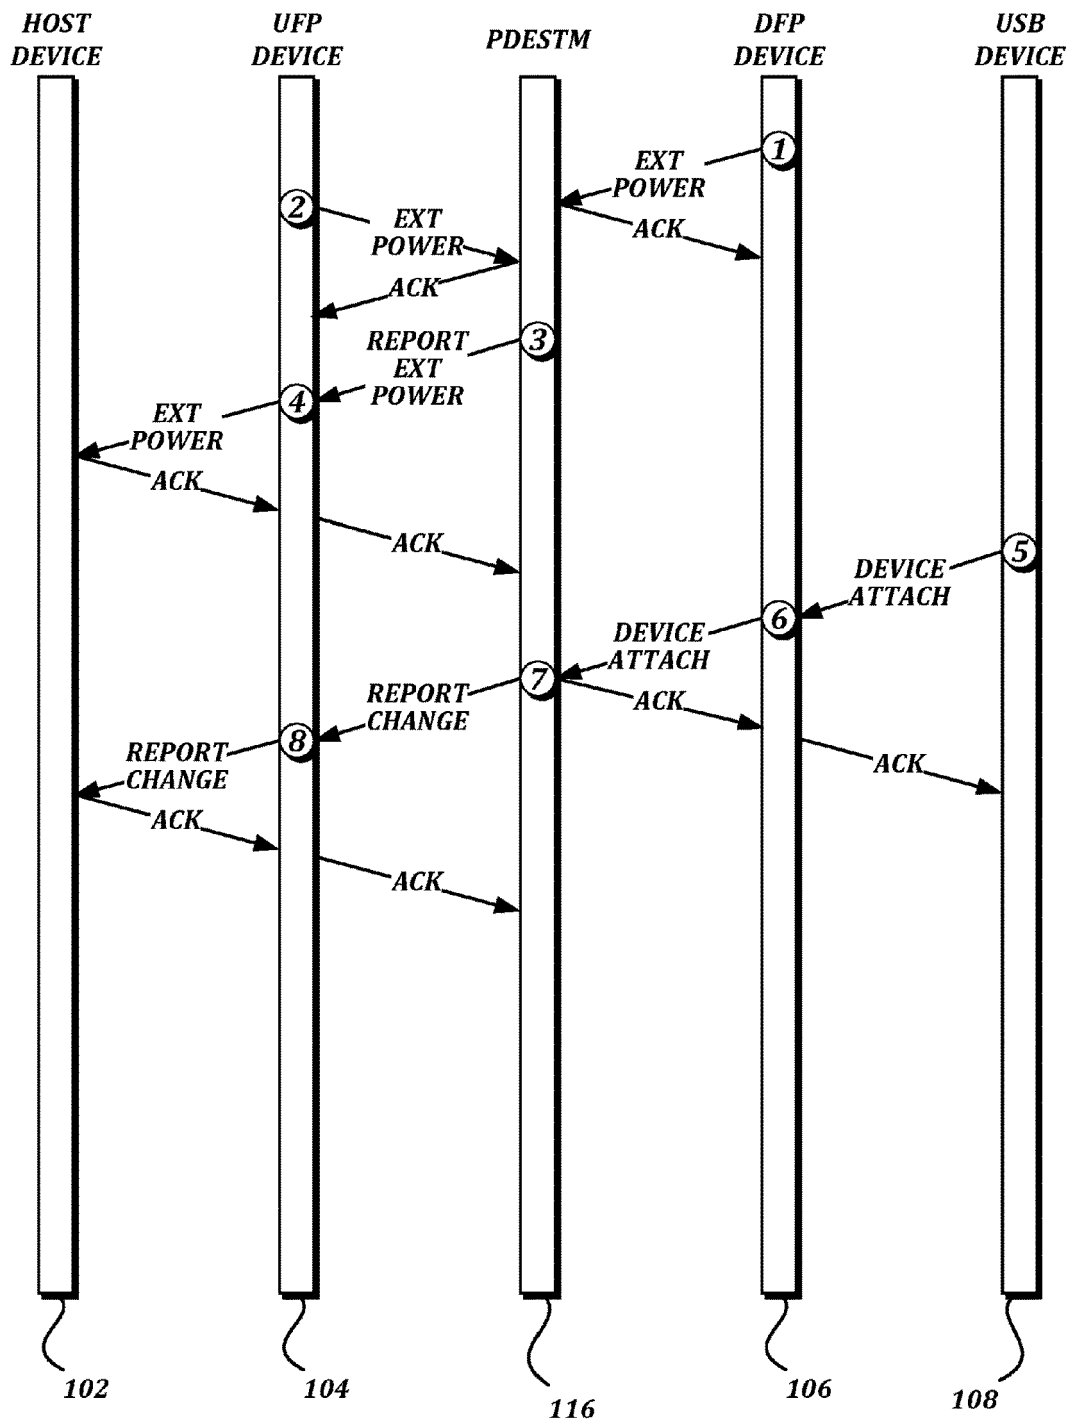 HOST
DEVICE
UFP
DEVICE
PDESTM
DFP
DEVICE
USB
DEVICE
1
EXT
POWER
2
EXT
POWER
ACK
ACK
3
REPORT
EXT
POWER
4
EXT
POWER
ACK
ACK
5
DEVICE
ATTACH
6
DEVICE
ATTACH
7
REPORT
CHANGE
ACK
8
REPORT
CHANGE
ACK
ACK
ACK
102
104
116
106
108